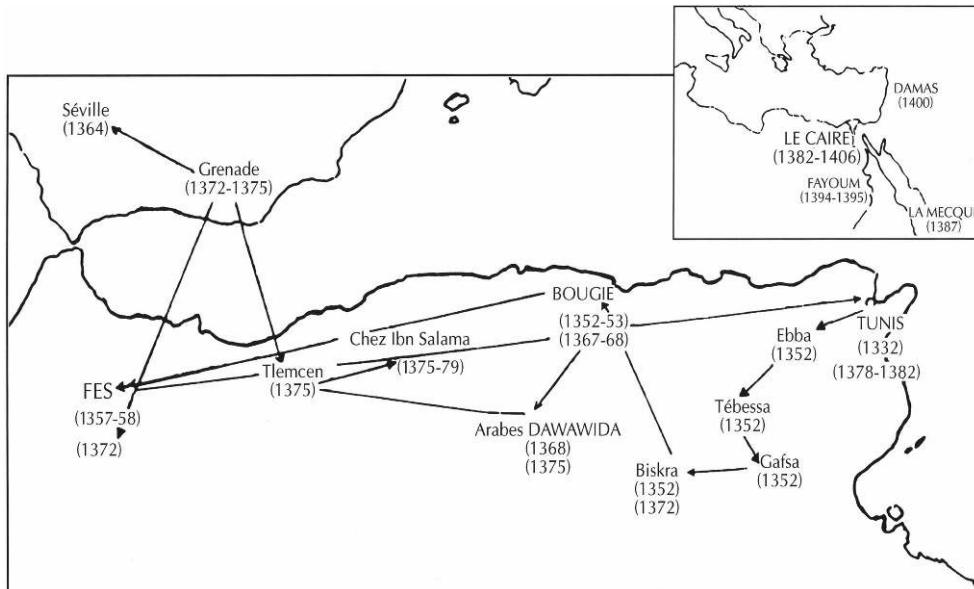 Séville
(1364)
Grenade
(1372-1375)
DAMAS
(1400)
LE CAIRE
(1382-1406)
FAYOUM
(1394-1395)
LA MECQUE
(1387)
BOUGIE
(1352-53)
(1367-68)
TUNIS
(1332)
(1378-1382)
Ebba
(1352)
Chez Ibn Salama
(1375-79)
Tlemcen
(1375)
FES
(1357-58)
(1372)
Tébessa
(1352)
Arabes DAWAWIDA
(1368)
(1375)
Gafsa
(1352)
Biskra
(1352)
(1372)